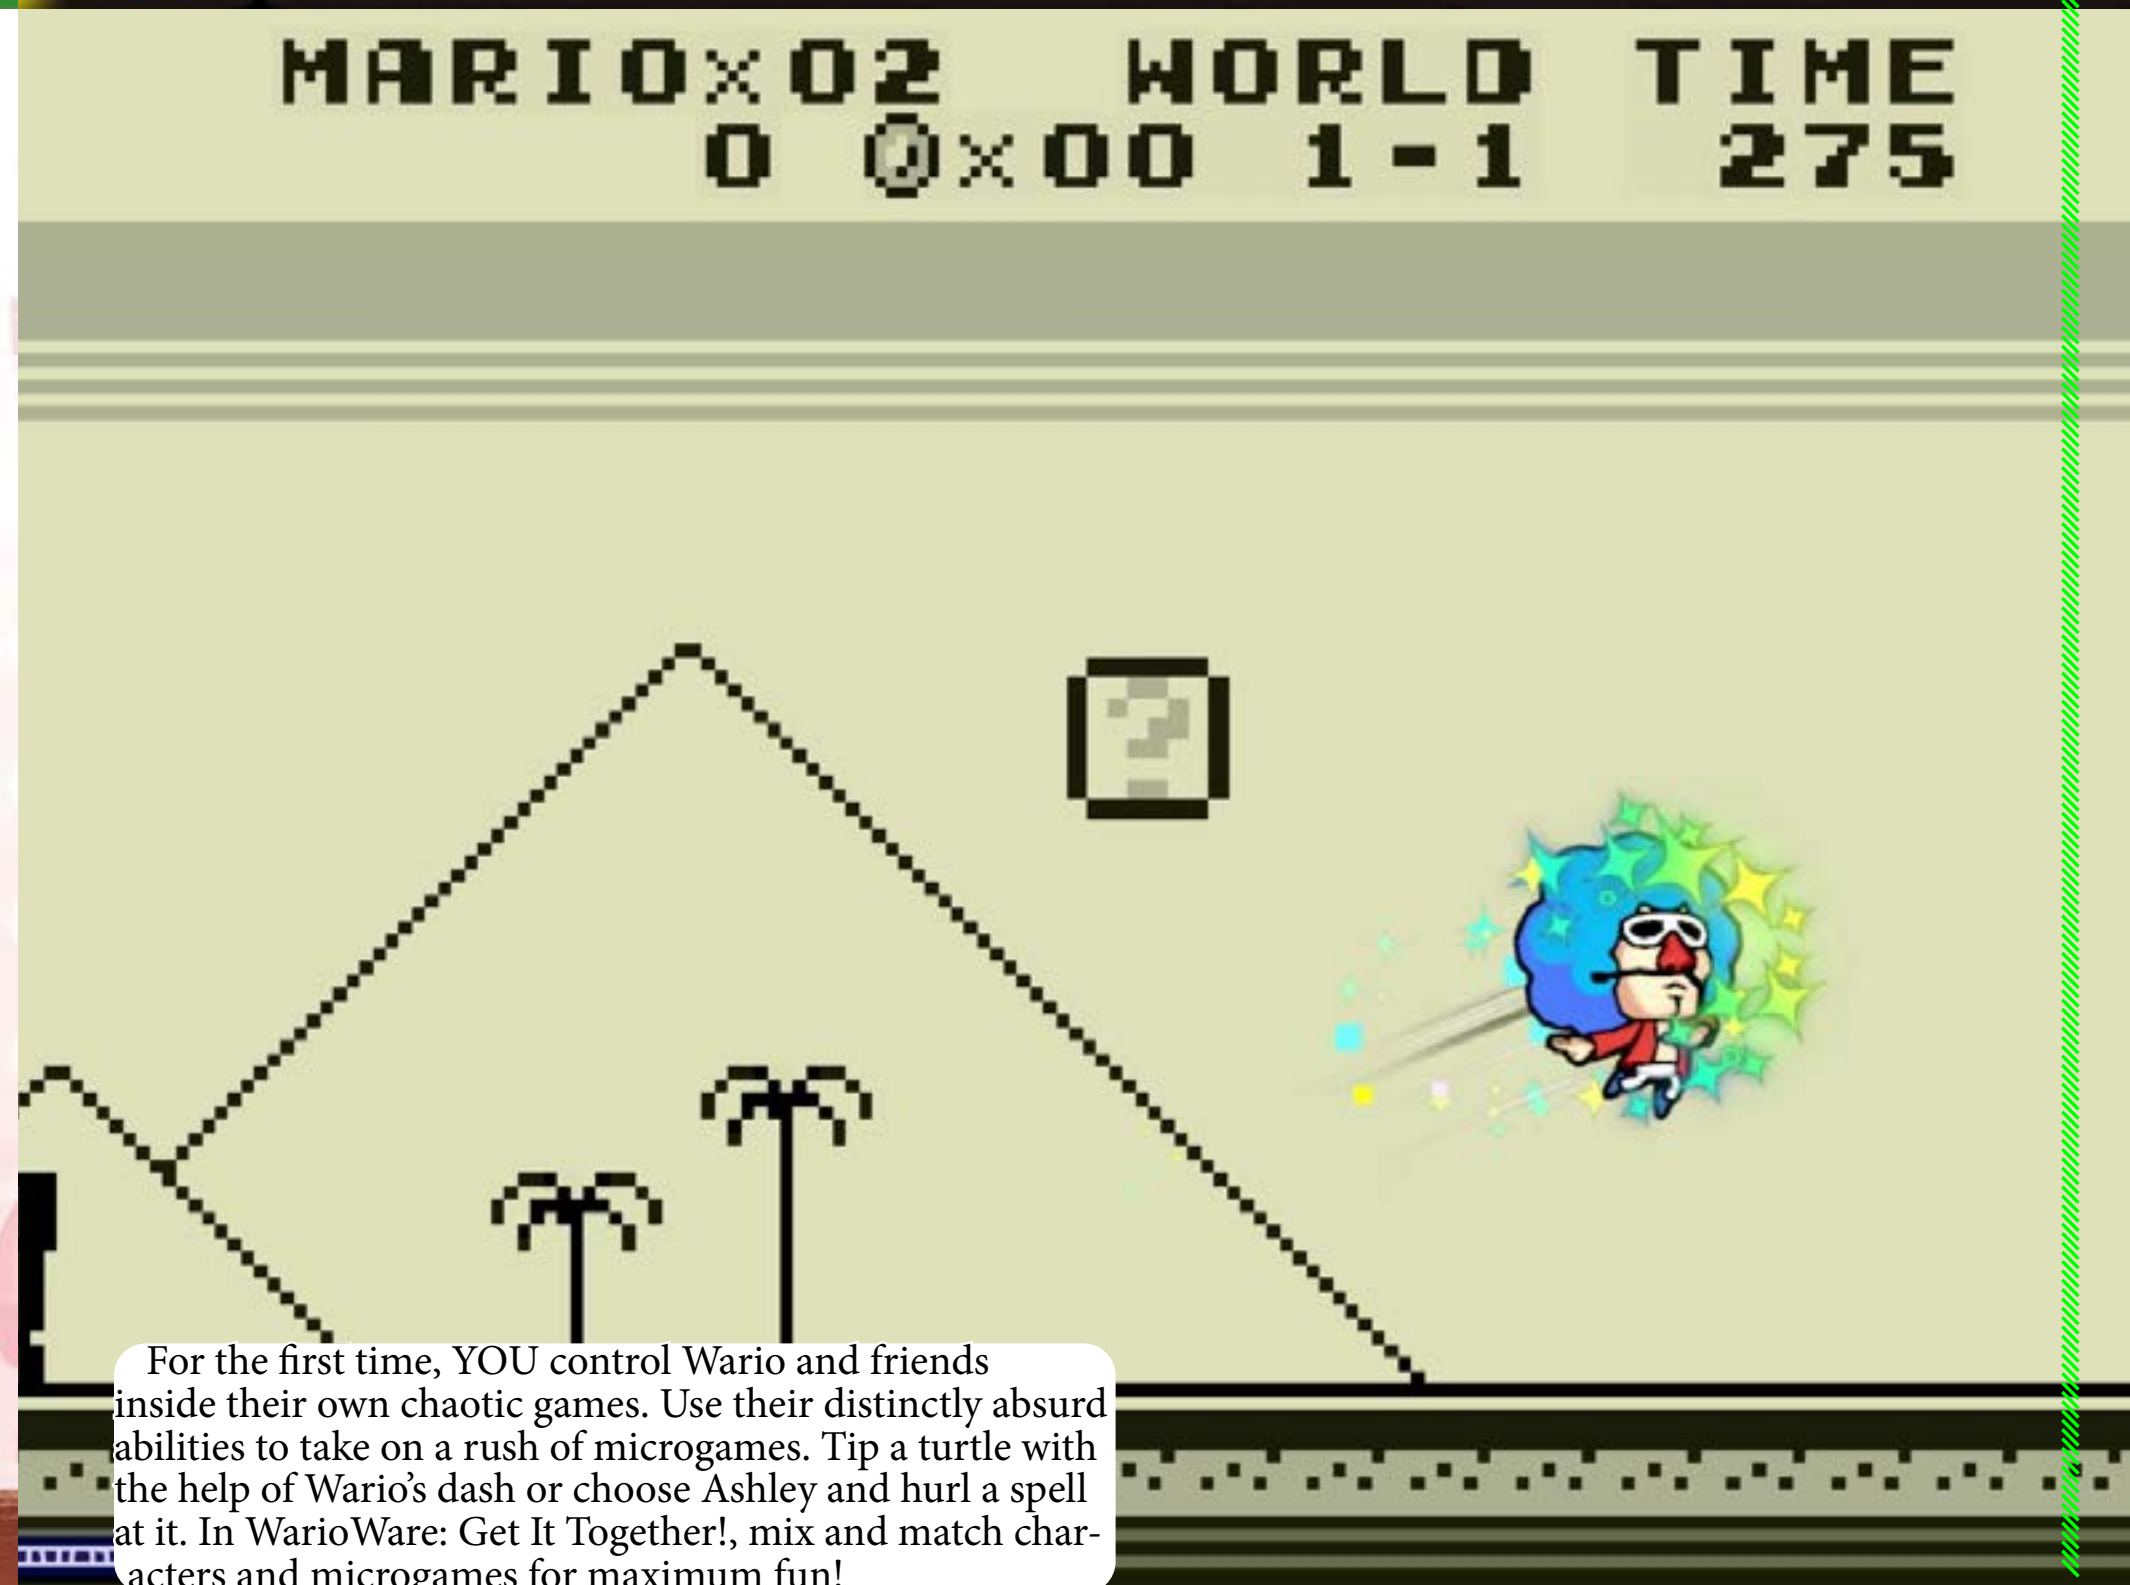 MARIO×02 WORLD TIME
0 ×00 1-1 275
?
For the first time, YOU control Wario and friends
inside their own chaotic games. Use their distinctly absurd
abilities to take on a rush of microgames. Tip a turtle with
the help of Wario’s dash or choose Ashley and hurl a spell
at it. In WarioWare: Get It Together!, mix and match char-
acters and microgames for maximum fun!